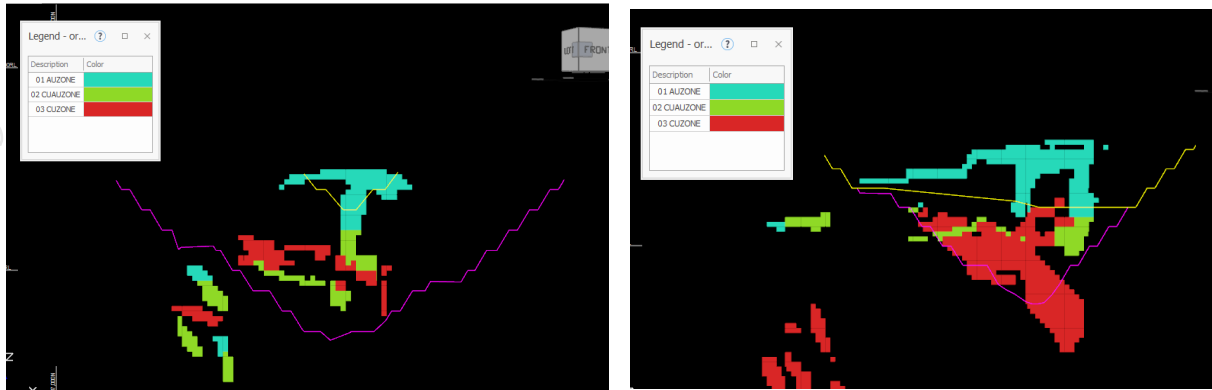 Legend - or... ?
Description Color
01 AUZONE
02 CUAUZONE
03 CUZONE
LEFT FRONT
Z
Legend - or... ?
Description Color
01 AUZONE
02 CUAUZONE
03 CUZONE